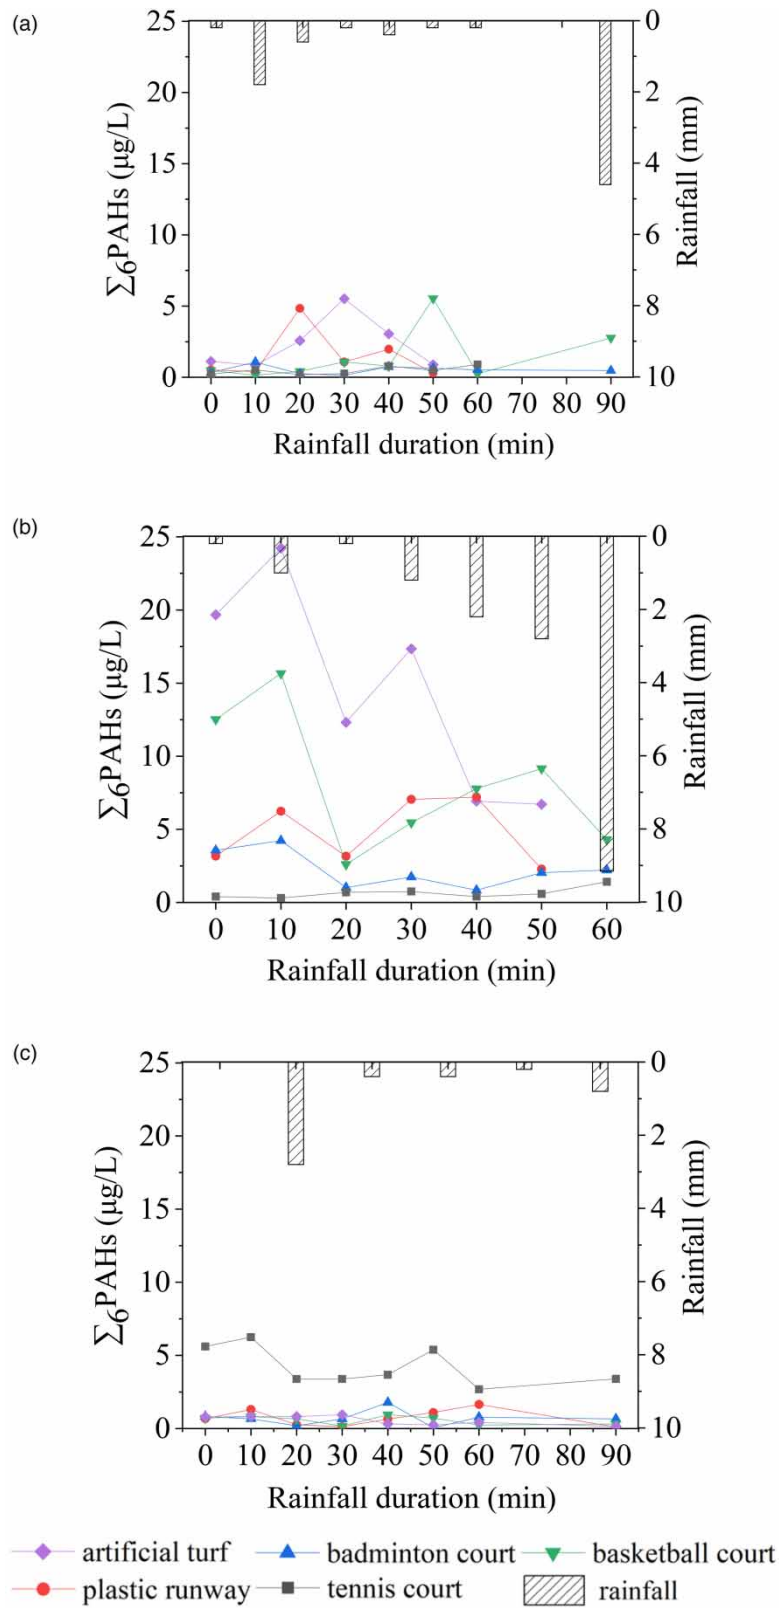 (a)
25
20
15
10
5
0
Σ6PAHs (μg/L)
0
2
4
6
8
10
Rainfall (mm)
0 10 20 30 40 50 60 70 80 90
Rainfall duration (min)
(b)
25
20
15
10
5
0
Σ6PAHs (μg/L)
0
2
4
6
8
10
Rainfall (mm)
0 10 20 30 40 50 60
Rainfall duration (min)
(c)
25
20
15
10
5
0
Σ6PAHs (μg/L)
0
2
4
6
8
10
Rainfall (mm)
0 10 20 30 40 50 60 70 80 90
Rainfall duration (min)
artificial turf badminton court basketball court
plastic runway tennis court rainfall